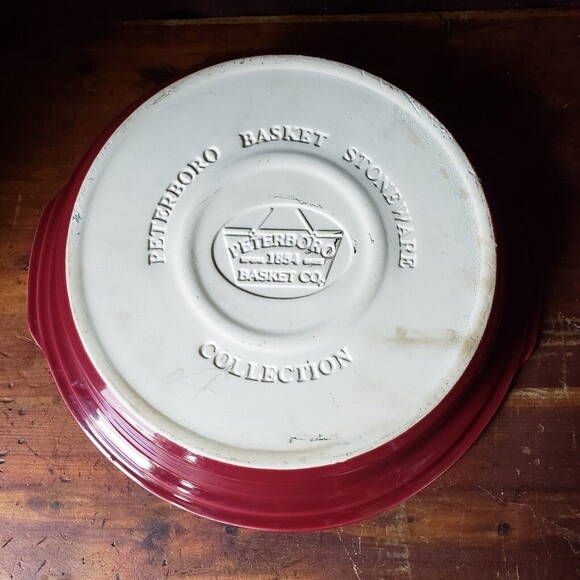 PETERBORO BASKET STONEWARE
PETERBORO
1854
BASKET CO.
COLLECTION